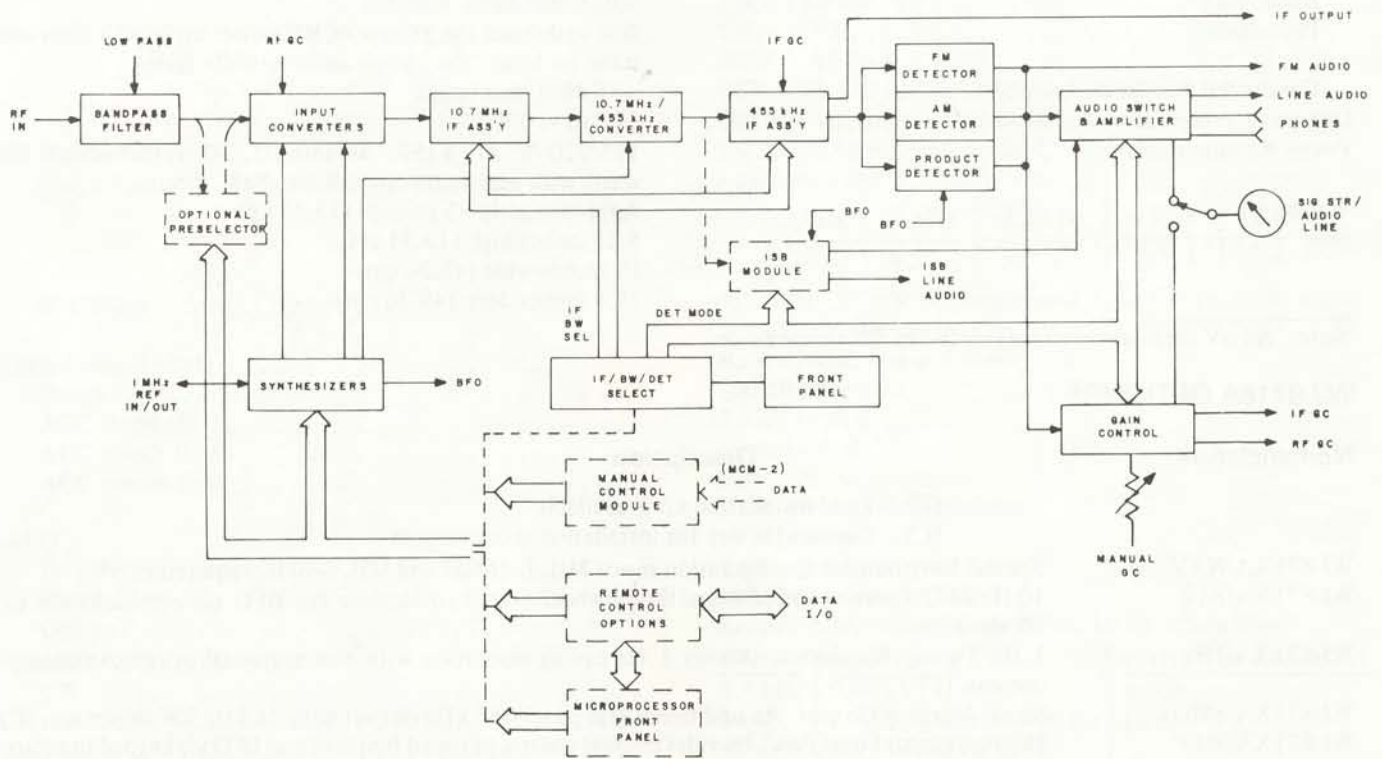 IF OUTPUT
LOW PASS
RF GC
IF GC
FM DETECTOR
FM AUDIO
RF IN
BANDPASS FILTER
INPUT CONVERTERS
10.7 MHz IF ASS'Y
10.7 MHz / 455 kHz CONVERTER
455 kHz IF ASS'Y
AM DETECTOR
AUDIO SWITCH & AMPLIFIER
LINE AUDIO
PHONES
PRODUCT DETECTOR
OPTIONAL PRESELECTOR
BFO
BFO
SIG STR / AUDIO LINE
ISB MODULE
ISB LINE AUDIO
IF BW SEL
DET MODE
1 MHz REF IN/OUT
SYNTHESIZERS
BFO
IF/BW/DET SELECT
FRONT PANEL
GAIN CONTROL
IF GC
RF GC
MANUAL CONTROL MODULE
(MCM-2)
DATA
MANUAL GC
REMOTE CONTROL OPTIONS
DATA I/O
MICROPROCESSOR FRONT PANEL